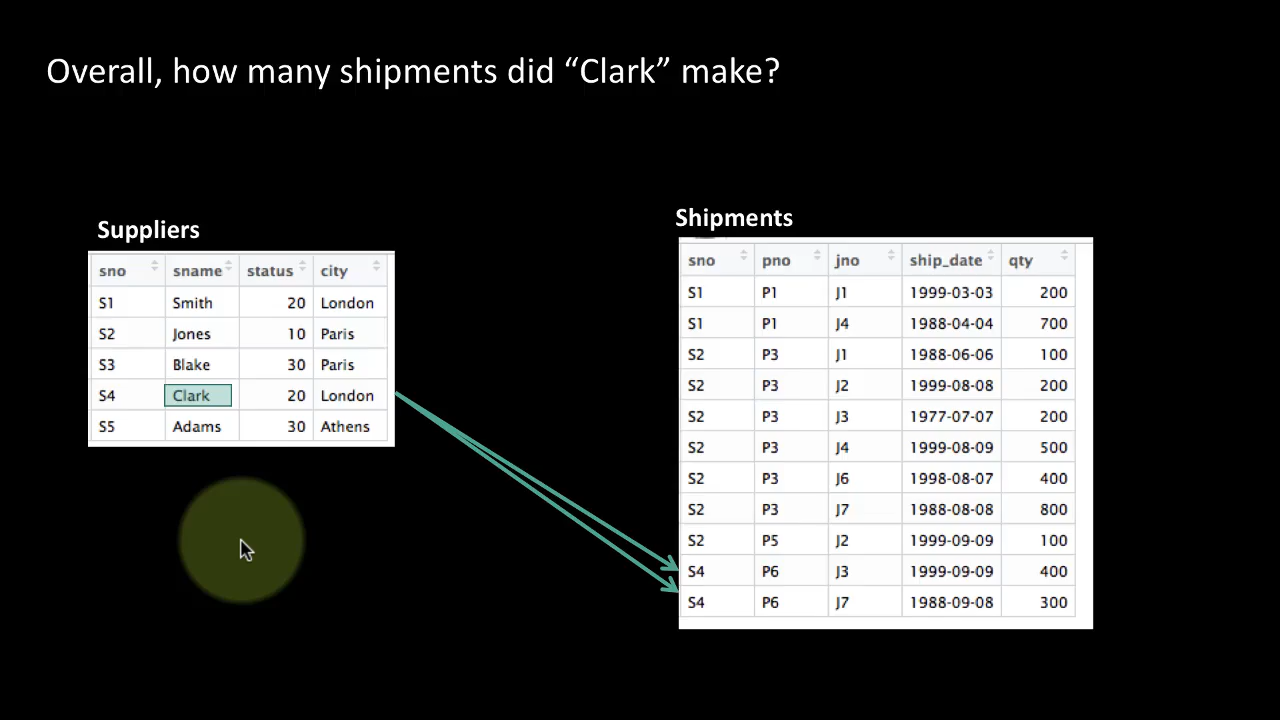 Overall, how many shipments did “Clark” make?
Suppliers
sno sname status city
S1 Smith 20 London
S2 Jones 10 Paris
S3 Blake 30 Paris
S4 Clark 20 London
S5 Adams 30 Athens
Shipments
sno pno jno ship_date qty
S1 P1 J1 1999-03-03 200
S1 P1 J4 1988-04-04 700
S2 P3 J1 1988-06-06 100
S2 P3 J2 1999-08-08 200
S2 P3 J3 1977-07-07 200
S2 P3 J4 1999-08-09 500
S2 P3 J6 1998-08-07 400
S2 P3 J7 1988-08-08 800
S2 P5 J2 1999-09-09 100
S4 P6 J3 1999-09-09 400
S4 P6 J7 1988-09-08 300